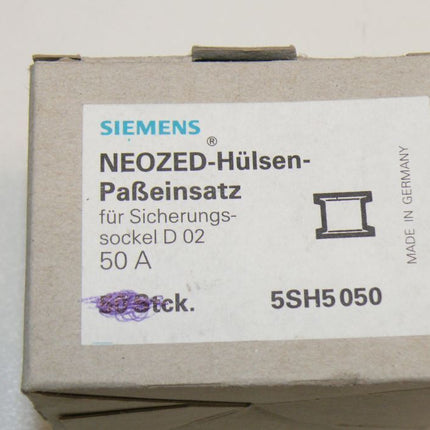 SIEMENS
NEOZED®-Hülsen-
Paßeinsatz
für Sicherungs-
sockel D 02
50 A
Stck.
5SH5 050
MADE IN GERMANY